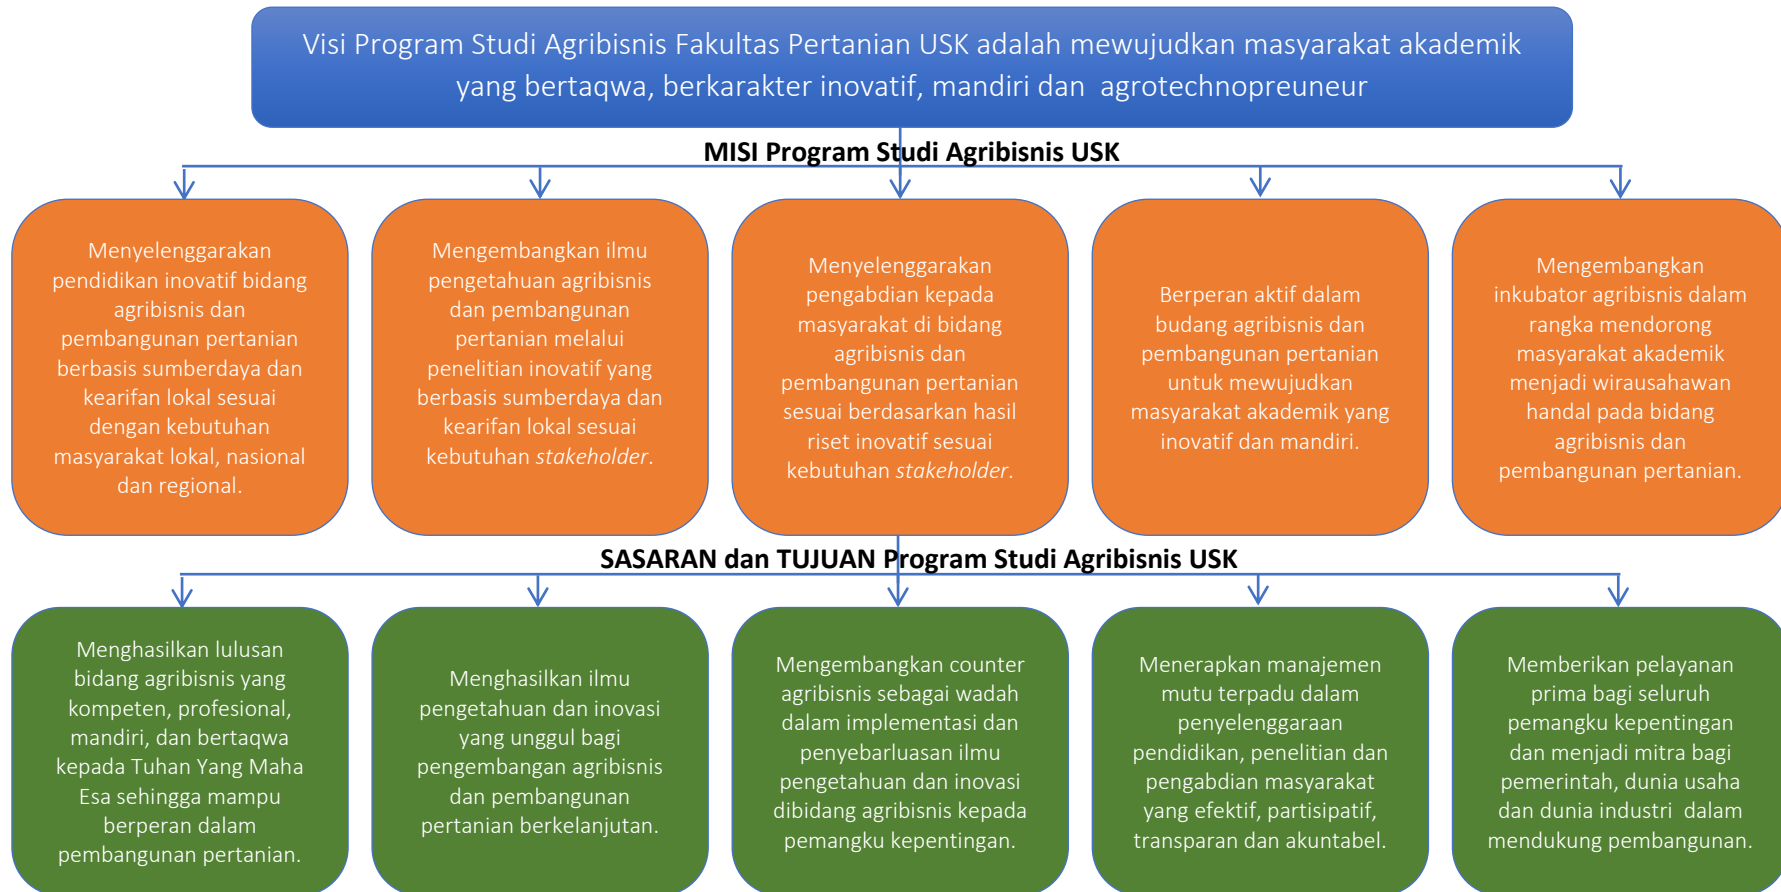 Visi Program Studi Agribisnis Fakultas Pertanian USK adalah mewujudkan masyarakat akademik
yang bertaqwa, berkarakter inovatif, mandiri dan agrotechnopreuneur
MISI Program Studi Agribisnis USK
Menyelenggarakan
pendidikan inovatif bidang
agribisnis dan
pembangunan pertanian
berbasis sumberdaya dan
kearifan lokal sesuai
dengan kebutuhan
masyarakat lokal, nasional
dan regional.
Mengembangkan ilmu
pengetahuan agribisnis
dan pembangunan
pertanian melalui
penelitian inovatif yang
berbasis sumberdaya dan
kearifan lokal sesuai
kebutuhan stakeholder.
Menyelenggarakan
pengabdian kepada
masyarakat di bidang
agribisnis dan
pembangunan pertanian
sesuai berdasarkan hasil
riset inovatif sesuai
kebutuhan stakeholder.
Berperan aktif dalam
budang agribisnis dan
pembangunan pertanian
untuk mewujudkan
masyarakat akademik yang
inovatif dan mandiri.
Mengembangkan
inkubator agribisnis dalam
rangka mendorong
masyarakat akademik
menjadi wirausahawan
handal pada bidang
agribisnis dan
pembangunan pertanian.
SASARAN dan TUJUAN Program Studi Agribisnis USK
Menghasilkan lulusan
bidang agribisnis yang
kompeten, profesional,
mandiri, dan bertaqwa
kepada Tuhan Yang Maha
Esa sehingga mampu
berperan dalam
pembangunan pertanian.
Menghasilkan ilmu
pengetahuan dan inovasi
yang unggul bagi
pengembangan agribisnis
dan pembangunan
pertanian berkelanjutan.
Mengembangkan counter
agribisnis sebagai wadah
dalam implementasi dan
penyebarluasan ilmu
pengetahuan dan inovasi
dibidang agribisnis kepada
pemangku kepentingan.
Menerapkan manajemen
mutu terpadu dalam
penyelenggaraan
pendidikan, penelitian dan
pengabdian masyarakat
yang efektif, partisipatif,
transparan dan akuntabel.
Memberikan pelayanan
prima bagi seluruh
pemangku kepentingan
dan menjadi mitra bagi
pemerintah, dunia usaha
dan dunia industri dalam
mendukung pembangunan.